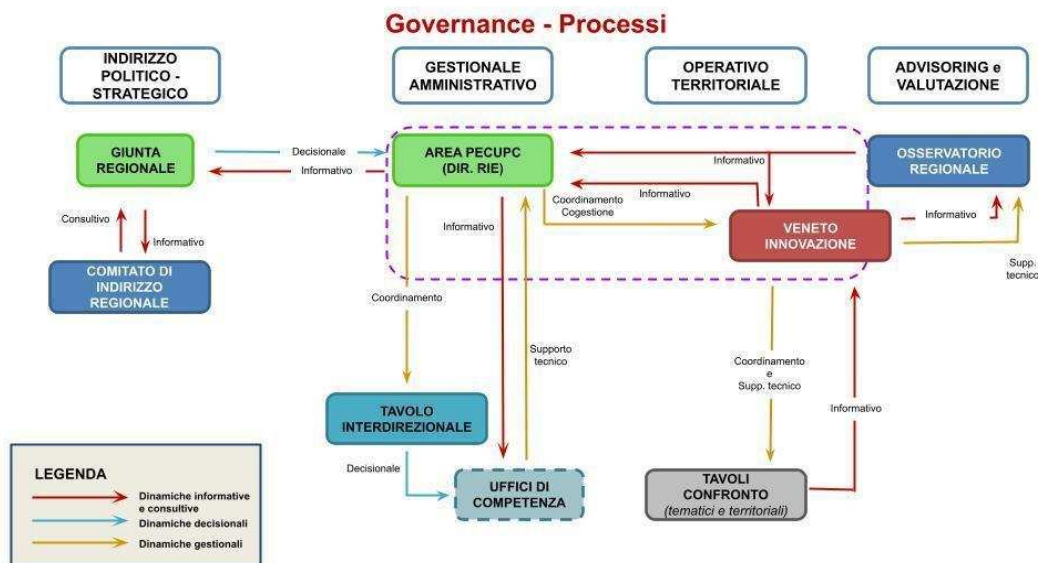 Governance - Processi
INDIRIZZO
POLITICO -
STRATEGICO
GESTIONALE
AMMINISTRATIVO
OPERATIVO
TERRITORIALE
ADVISORING e
VALUTAZIONE
GIUNTA
REGIONALE
Decisionale
Informativo
AREA PECUPC
(DIR. RIE)
Informativo
Informativo
OSSERVATORIO
REGIONALE
Coordinamento
Cogestione
Consultivo
Informativo
Informativo
VENETO
INNOVAZIONE
Informativo
COMITATO DI
INDIRIZZO
REGIONALE
Supp.
tecnico
Coordinamento
Supporto
tecnico
Coordinamento
e
Supp. tecnico
TAVOLO
INTERDIREZIONALE
Informativo
Decisionale
UFFICI DI
COMPETENZA
TAVOLI
CONFRONTO
(tematici e territoriali)
LEGENDA
Dinamiche informative
e consultive
Dinamiche decisionali
Dinamiche gestionali